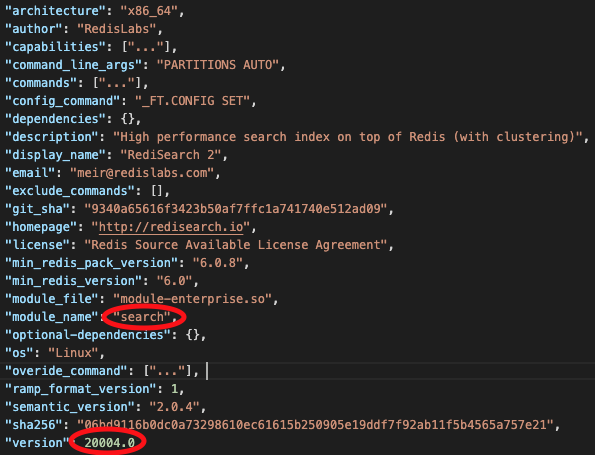 "architecture": "x86_64",
"author": "RedisLabs",
"capabilities": ["..."],
"command_line_args": "PARTITIONS AUTO",
"commands": ["..."],
"config_command": "_FT.CONFIG SET",
"dependencies": {},
"description": "High performance search index on top of Redis (with clustering)",
"display_name": "RediSearch 2",
"email": "meir@redislabs.com",
"exclude_commands": [],
"git_sha": "9340a65616f3423b50af7ffc1a741740e512ad09",
"homepage": "http://redisearch.io",
"license": "Redis Source Available License Agreement",
"min_redis_pack_version": "6.0.8",
"min_redis_version": "6.0",
"module_file": "module-enterprise.so",
"module_name": "search",
"optional-dependencies": {},
"os": "Linux",
"overide_command": ["..."],
"ramp_format_version": 1,
"semantic_version": "2.0.4",
"sha256": "06bd9116b0dc0a73298610ec61615b250905e19ddf7f92ab11f5b4565a757e21",
"version": 20004.0